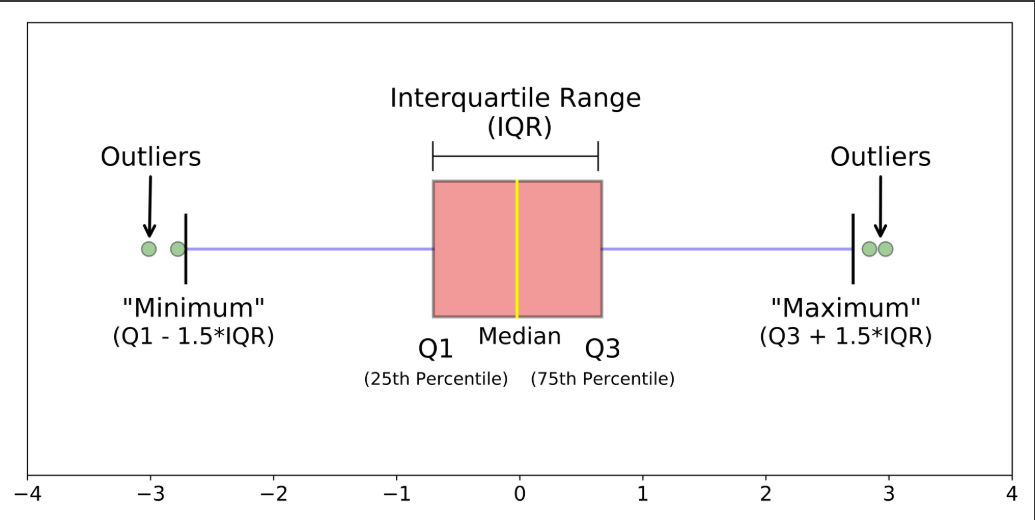 Interquartile Range
(IQR)
Outliers
Outliers
"Minimum"
(Q1 - 1.5*IQR)
"Maximum"
(Q3 + 1.5*IQR)
Median
Q1
Q3
(25th Percentile)
(75th Percentile)
−4 −3 −2 −1 0 1 2 3 4